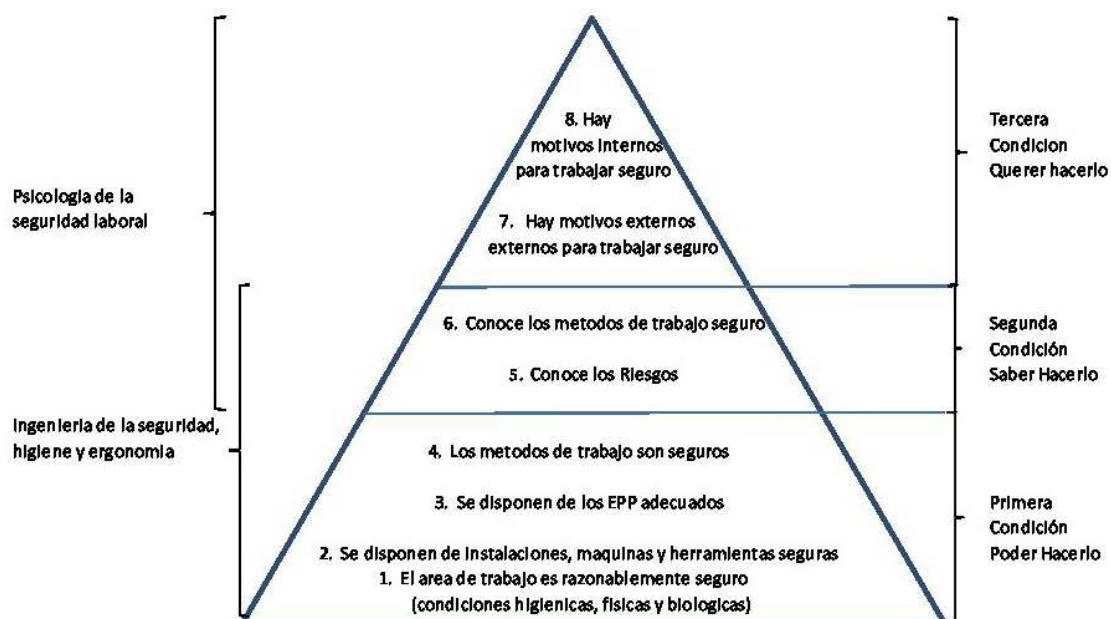 8. Hay
motivos internos
para trabajar seguro
7. Hay motivos externos
externos para trabajar seguro
6. Conoce los metodos de trabajo seguro
5. Conoce los Riesgos
4. Los metodos de trabajo son seguros
3. Se disponen de los EPP adecuados
2. Se disponen de instalaciones, maquinas y herramientas seguras
1. El area de trabajo es razonablemente seguro
(condiciones higienicas, fisicas y biologicas)
Psicologia de la
seguridad laboral
Ingenieria de la seguridad,
higiene y ergonomia
Tercera
Condicion
Querer hacerlo
Segunda
Condición
Saber Hacerlo
Primera
Condición
Poder Hacerlo